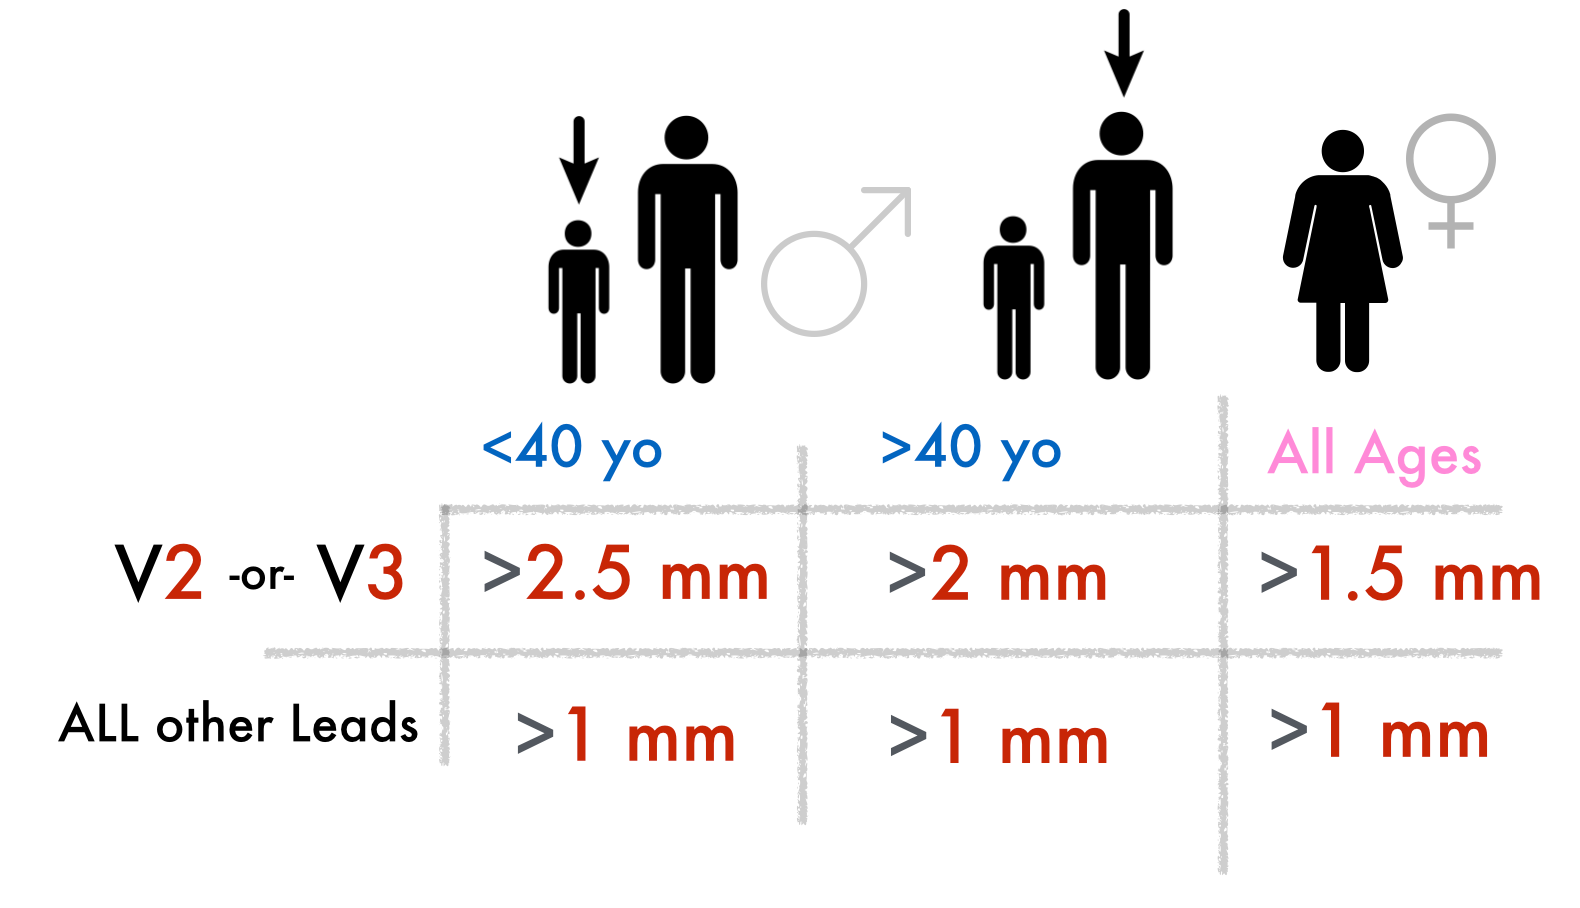 <40 yo >40 yo All Ages
V2 -or- V3 >2.5 mm >2 mm >1.5 mm
ALL other Leads >1 mm >1 mm >1 mm